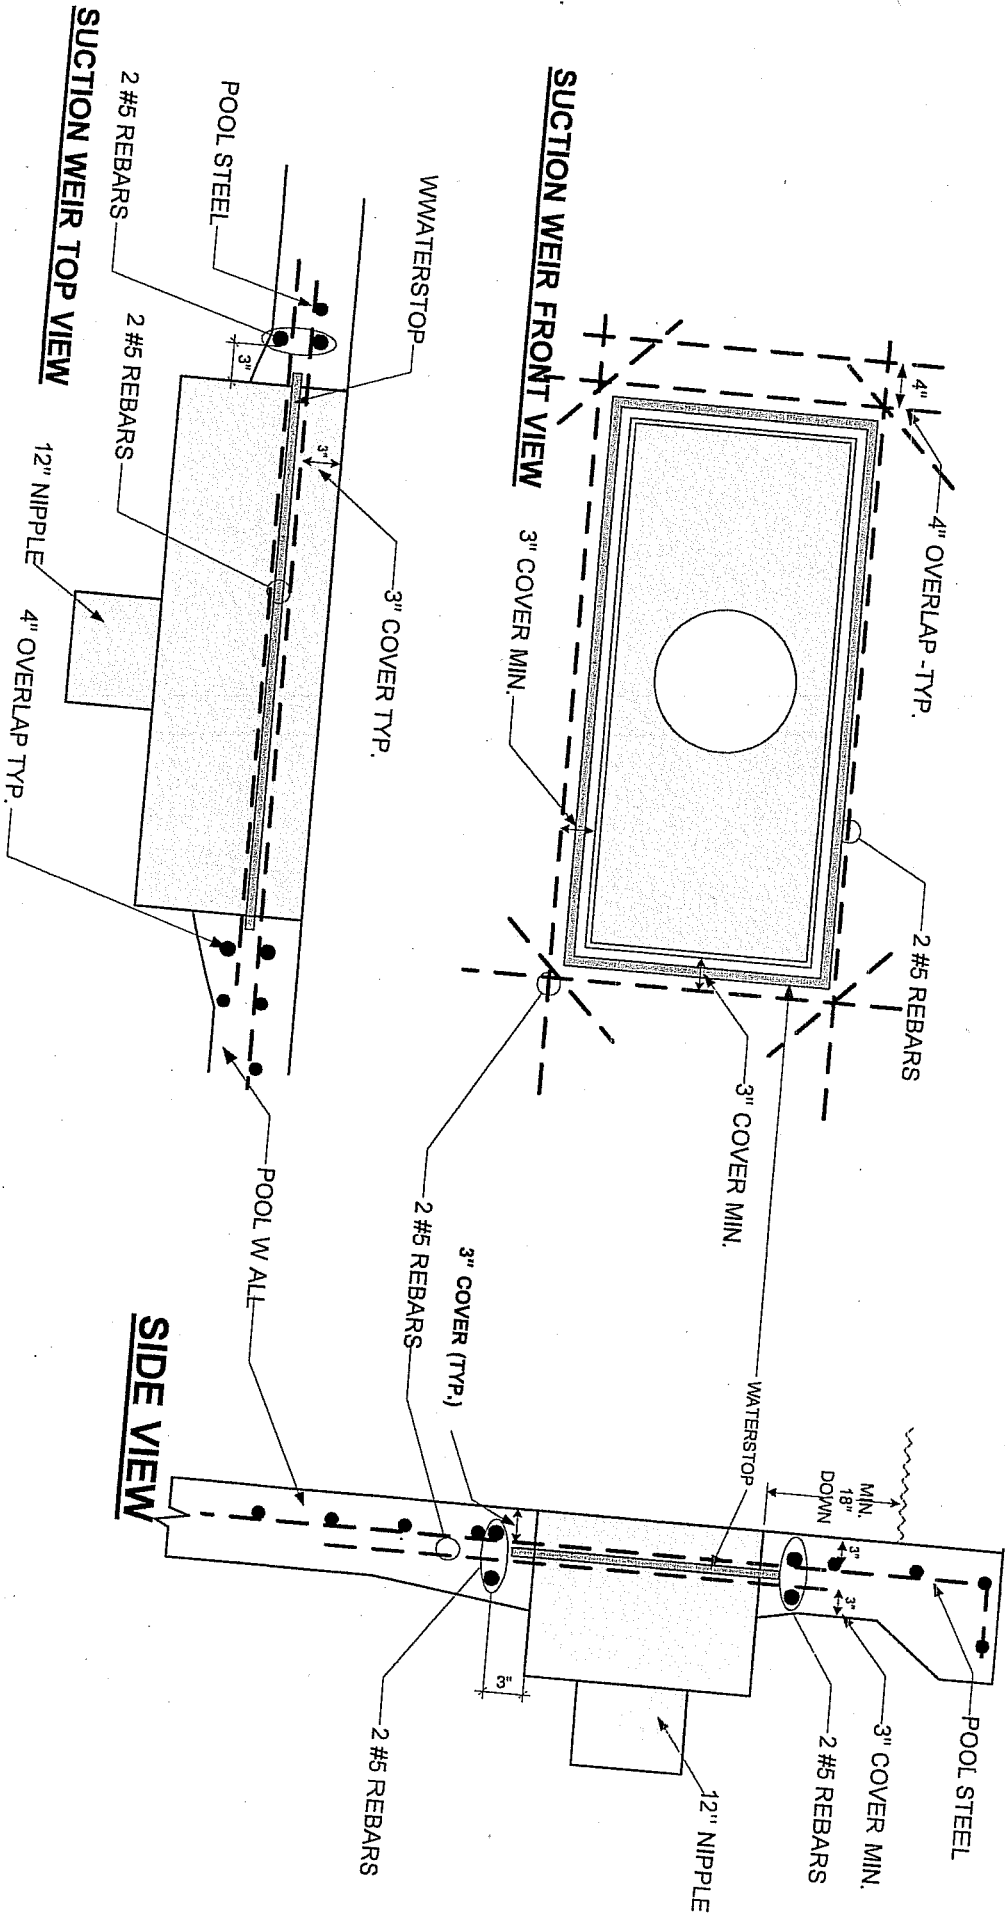 SUCTION WEIR FRONT VIEW
4"
4" OVERLAP -TYP.
2 #5 REBARS
3" COVER MIN.
3" COVER MIN.
WATERSTOP
2 #5 REBARS
SUCTION WEIR TOP VIEW
2 #5 REBARS
POOL STEEL
WWATERSTOP
3"
3"
3" COVER TYP.
2 #5 REBARS
12" NIPPLE
4" OVERLAP TYP.
POOL W ALL
SIDE VIEW
3" COVER (TYP.)
MIN.
18"
DOWN
3"
3"
POOL STEEL
3" COVER MIN.
2 #5 REBARS
12" NIPPLE
3"
2 #5 REBARS